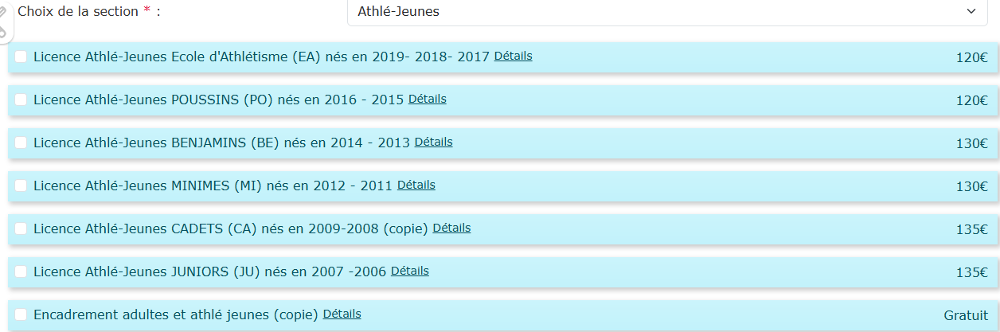 Choix de la section * :
Athlé-Jeunes
Licence Athlé-Jeunes Ecole d'Athlétisme (EA) nés en 2019- 2018- 2017 Détails 120€
Licence Athlé-Jeunes POUSSINS (PO) nés en 2016 - 2015 Détails 120€
Licence Athlé-Jeunes BENJAMINS (BE) nés en 2014 - 2013 Détails 130€
Licence Athlé-Jeunes MINIMES (MI) nés en 2012 - 2011 Détails 130€
Licence Athlé-Jeunes CADETS (CA) nés en 2009-2008 (copie) Détails 135€
Licence Athlé-Jeunes JUNIORS (JU) nés en 2007 -2006 Détails 135€
Encadrement adultes et athlé jeunes (copie) Détails Gratuit